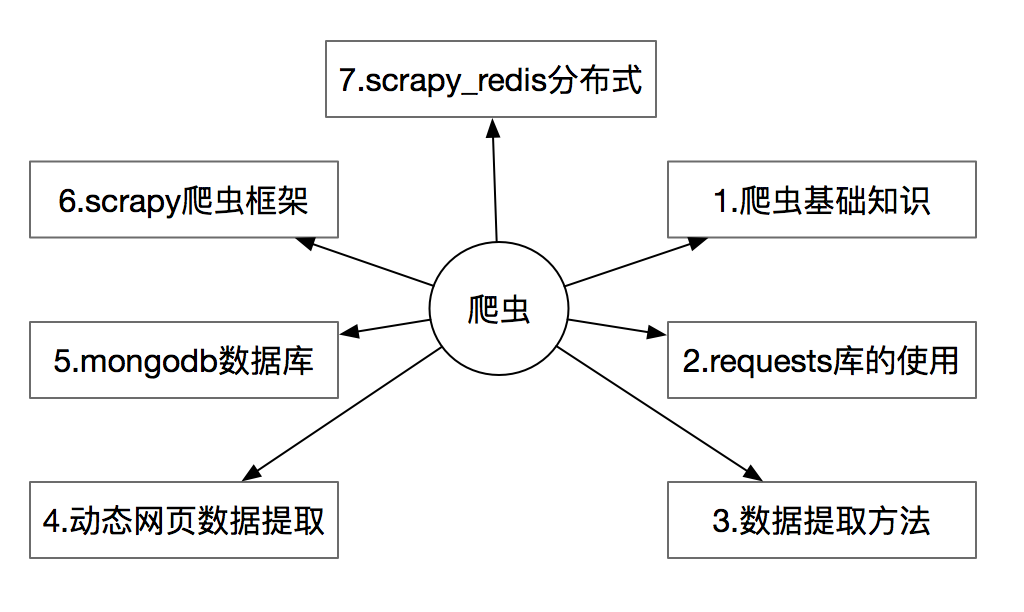 7.scrapy_redis分布式
6.scrapy爬虫框架
1.爬虫基础知识
爬虫
5.mongodb数据库
2.requests库的使用
4.动态网页数据提取
3.数据提取方法